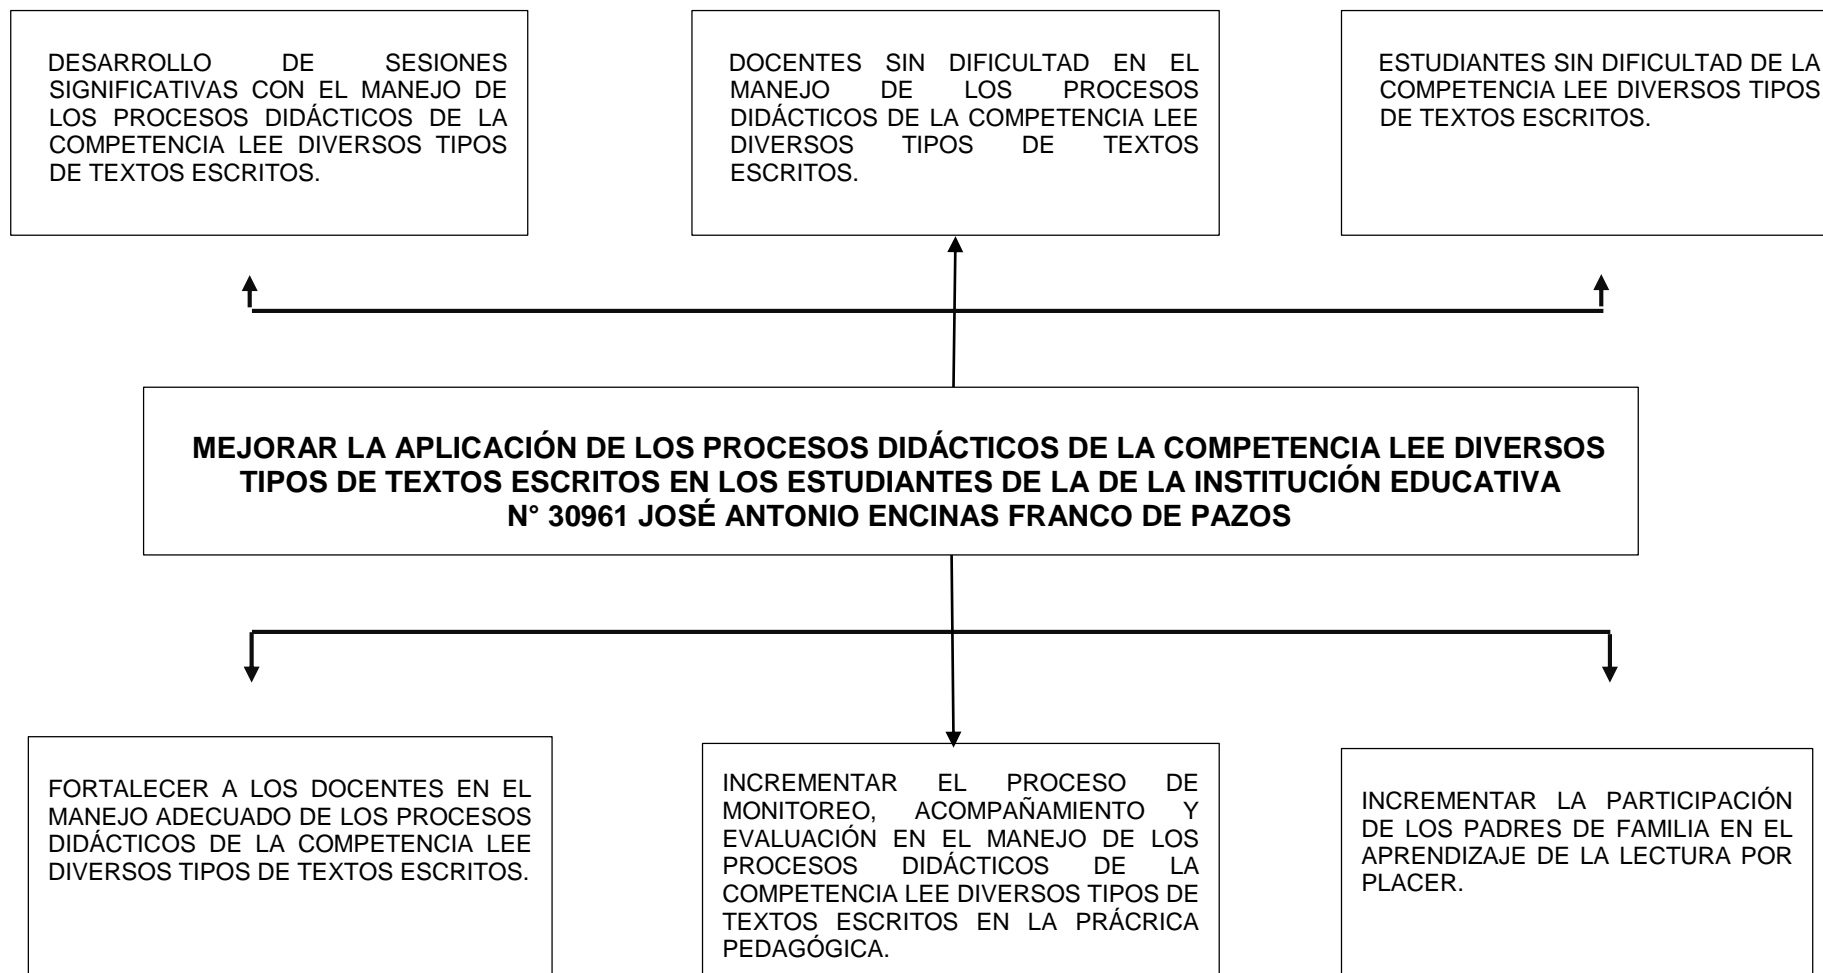 DESARROLLO DE SESIONES
SIGNIFICATIVAS CON EL MANEJO DE
LOS PROCESOS DIDÁCTICOS DE LA
COMPETENCIA LEE DIVERSOS TIPOS
DE TEXTOS ESCRITOS.
DOCENTES SIN DIFICULTAD EN EL
MANEJO DE LOS PROCESOS
DIDÁCTICOS DE LA COMPETENCIA LEE
DIVERSOS TIPOS DE TEXTOS
ESCRITOS.
ESTUDIANTES SIN DIFICULTAD DE LA
COMPETENCIA LEE DIVERSOS TIPOS
DE TEXTOS ESCRITOS.
MEJORAR LA APLICACIÓN DE LOS PROCESOS DIDÁCTICOS DE LA COMPETENCIA LEE DIVERSOS
TIPOS DE TEXTOS ESCRITOS EN LOS ESTUDIANTES DE LA DE LA INSTITUCIÓN EDUCATIVA
N° 30961 JOSÉ ANTONIO ENCINAS FRANCO DE PAZOS
FORTALECER A LOS DOCENTES EN EL
MANEJO ADECUADO DE LOS PROCESOS
DIDÁCTICOS DE LA COMPETENCIA LEE
DIVERSOS TIPOS DE TEXTOS ESCRITOS.
INCREMENTAR EL PROCESO DE
MONITOREO, ACOMPAÑAMIENTO Y
EVALUACIÓN EN EL MANEJO DE LOS
PROCESOS DIDÁCTICOS DE LA
COMPETENCIA LEE DIVERSOS TIPOS DE
TEXTOS ESCRITOS EN LA PRÁCRICA
PEDAGÓGICA.
INCREMENTAR LA PARTICIPACIÓN
DE LOS PADRES DE FAMILIA EN EL
APRENDIZAJE DE LA LECTURA POR
PLACER.